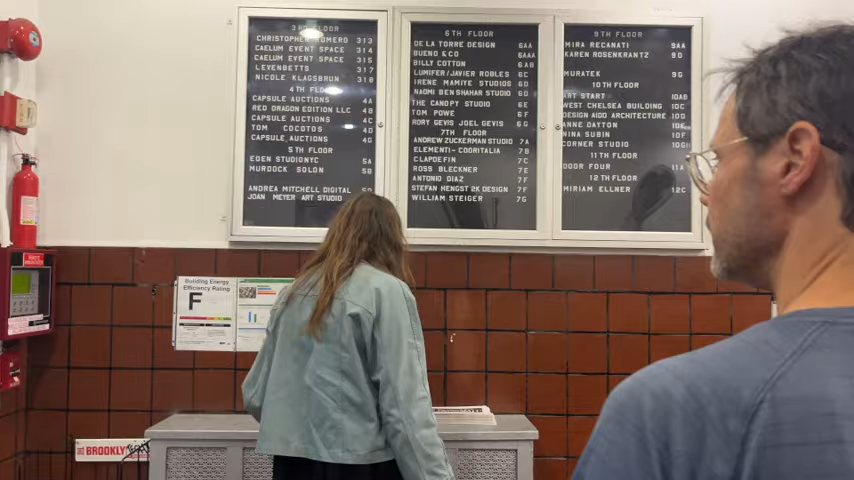 3RD FLOOR
CHRISTOPHER ROMERO 313
CAELUM EVENT SPACE 314
CAELUM EVENT SPACE 315
LEVENBETTS 317
NICOLE KLAGSBRUN 318
4TH FLOOR
CAPSULE AUCTIONS 4A
RED DRAGON EDITION LLC 4B
CAPSULE AUCTIONS 4C
TOM COCOTOS 4D
CAPSULE AUCTIONS 4G
5TH FLOOR
EDEN STUDIONYC 5A
MURDOCK SOLON 5B
ANDREA MITCHELL DIGITAL
JOAN MEYER ART STUDIO
6TH FLOOR
DE LA TORRE DESIGN 6AA
BUENO & CO 6AAA
BILLY COTTON 6A
LUMIFER/JAVIER ROBLES 6C
IRENE MAMIYE STUDIOS 6D
NAOMI BEN SHAHAR STUDIO 6D
THE CANOPY STUDIO 6E
TOM POWE 6F
RORY GEVIS JOEL GEVIS 6G
7TH FLOOR
ANDREW ZUCKERMAN STUDIO 7A
ELEMENTI-COORITALIA 7B
CLAPDEFIN 7C
ROSS BLECKNER 7E
ANTONIO DIAZ 7F
STEFAN HENGST 2K DESIGN 7F
WILLIAM STEIGER 7G
9TH FLOOR
MIRA RECANATI 9AA
KAREN ROSENKRANTZ 9D
MURATEK 9G
10TH FLOOR
ART START 10AB
WEST CHELSEA BUILDING 10C
DESIGN AIDD ARCHITECTURE 10D
ANNE DAYTON
NINA SUBIN 10F
CORNER STUDIO
11TH FLOOR
DOOR FOUR 11A
12TH FLOOR
MIRIAM ELLNER 12C
Building Energy
Efficiency Rating
F
BROOKLY